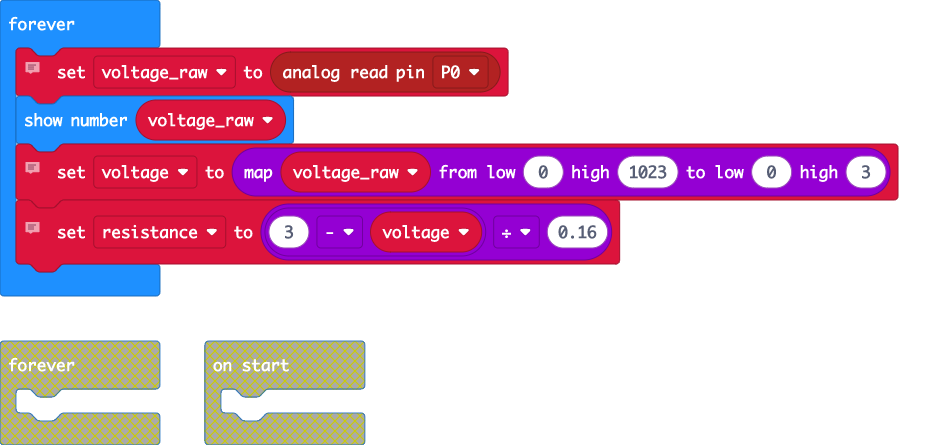 forever
set voltage_raw to analog read pin P0
show number voltage_raw
set voltage to map voltage_raw from low 0 high 1023 to low 0 high 3
set resistance to 3 - voltage ÷ 0.16
forever
on start